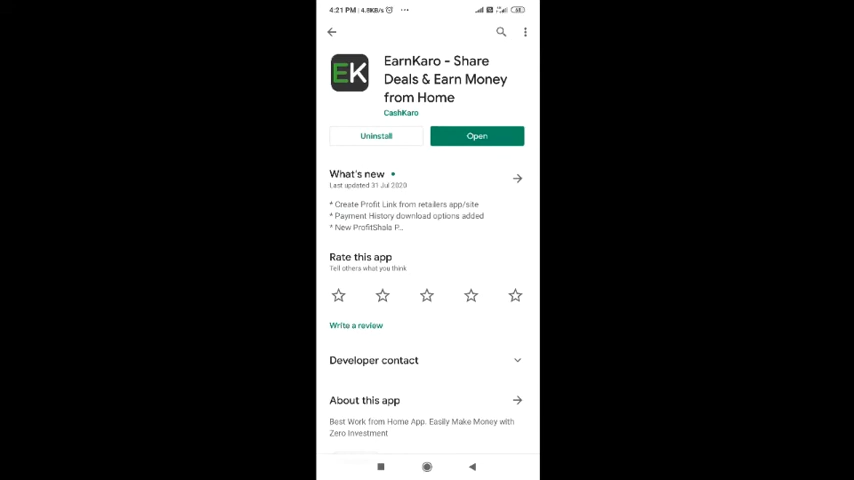 4:21 PM | 4.8KB/s
EK
EarnKaro - Share
Deals & Earn Money
from Home
CashKaro
Uninstall
Open
What's new
Last updated 31 Jul 2020
* Create Profit Link from retailers app/site
* Payment History download options added
* New ProfitShala P...
Rate this app
Tell others what you think
Write a review
Developer contact
About this app
Best Work from Home App. Easily Make Money with
Zero Investment